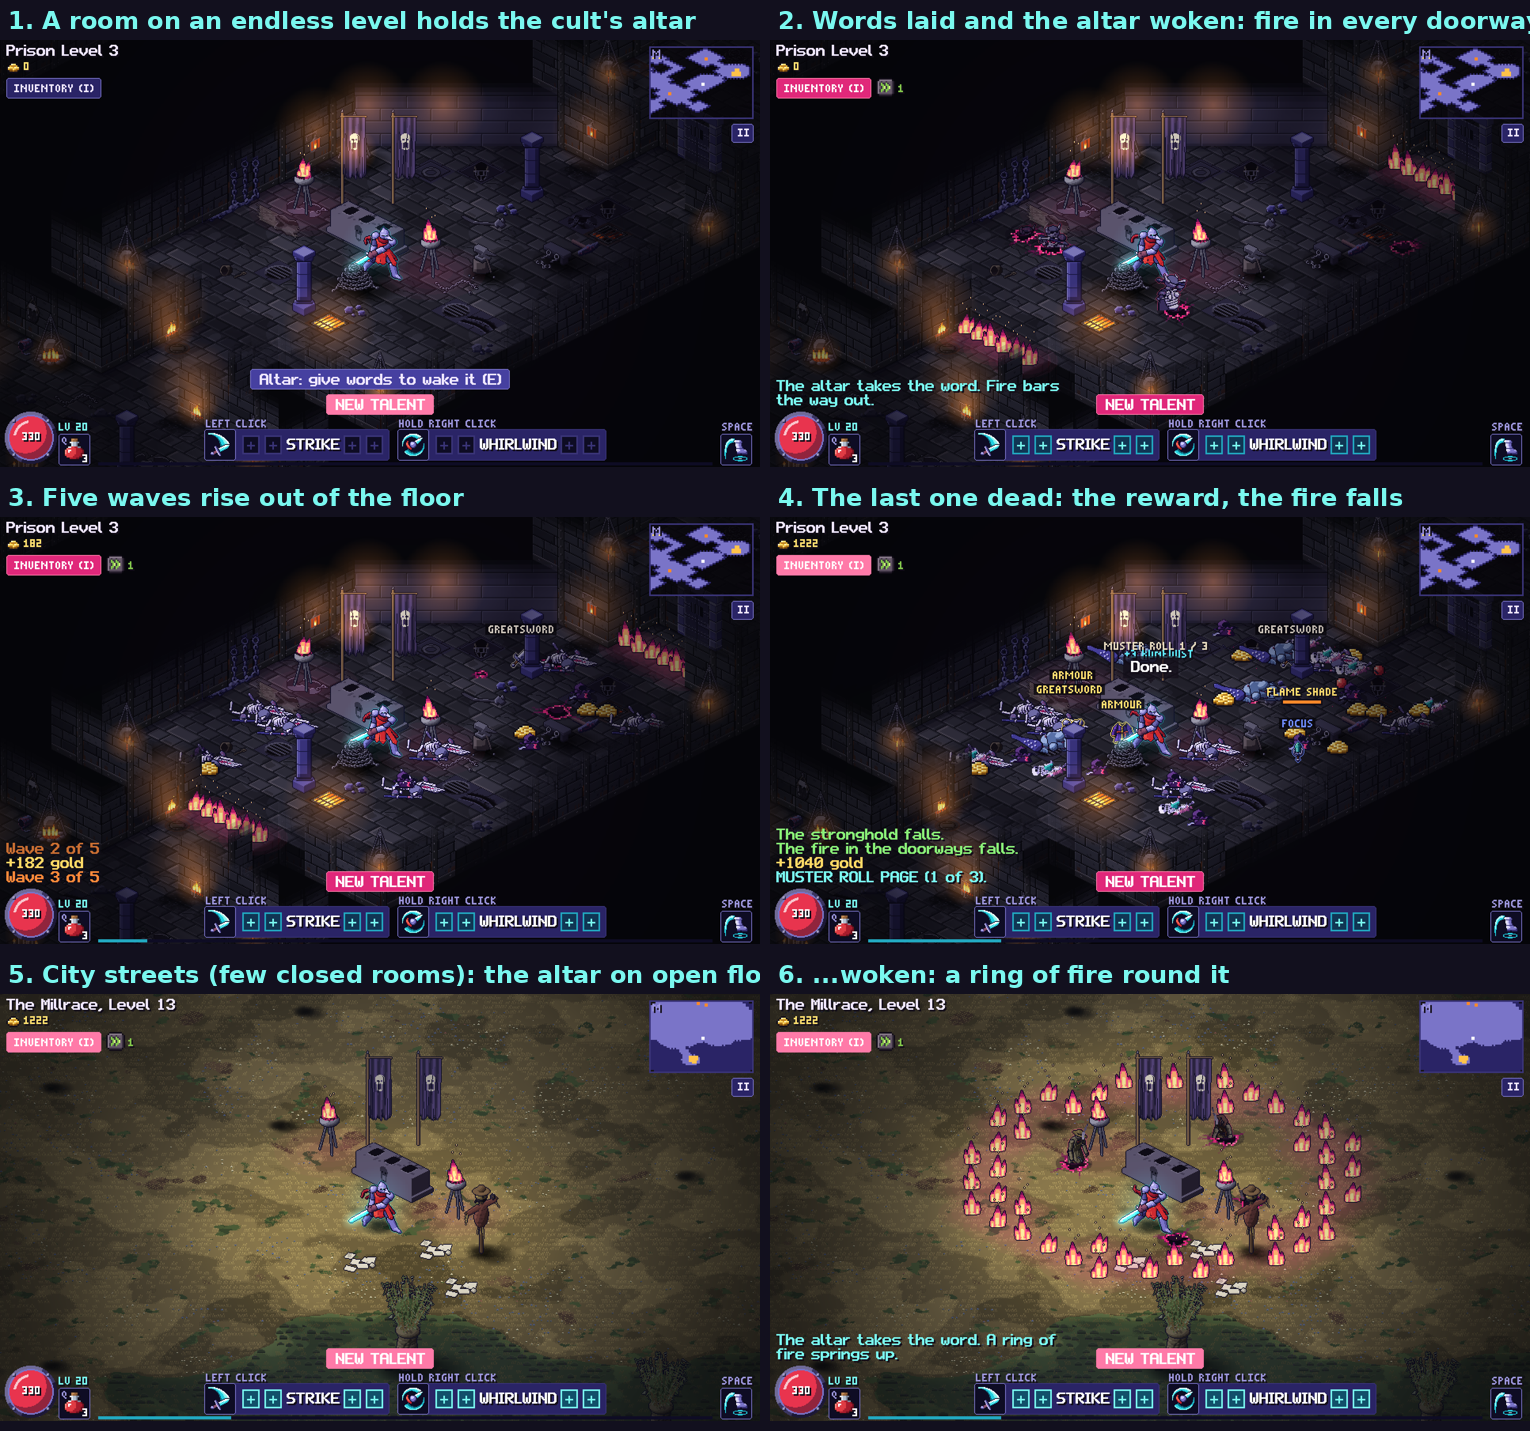 1. A room on an endless level holds the cult's altar
Prison Level 3
0
INVENTORY (I)
M
II
Altar: give words to wake it (E)
NEW TALENT
LEFT CLICK
HOLD RIGHT CLICK
SPACE
330
LV 20
3
STRIKE
WHIRLWIND
2. Words laid and the altar woken: fire in every doorway
Prison Level 3
0
INVENTORY (I)
1
M
II
The altar takes the word. Fire bars
the way out.
NEW TALENT
LEFT CLICK
HOLD RIGHT CLICK
SPACE
330
LV 20
3
STRIKE
WHIRLWIND
3. Five waves rise out of the floor
Prison Level 3
182
INVENTORY (I)
1
M
II
GREATSWORD
Wave 2 of 5
+182 gold
Wave 3 of 5
NEW TALENT
LEFT CLICK
HOLD RIGHT CLICK
SPACE
330
LV 20
3
STRIKE
WHIRLWIND
4. The last one dead: the reward, the fire falls
Prison Level 3
1222
INVENTORY (I)
1
M
II
GREATSWORD
MUSTER ROLL 1 / 3
Done.
ARMOUR
GREATSWORD
ARMOUR
FLAME SHADE
FOCUS
The stronghold falls.
The fire in the doorways falls.
+1040 gold
MUSTER ROLL PAGE (1 of 3).
NEW TALENT
LEFT CLICK
HOLD RIGHT CLICK
SPACE
330
LV 20
3
STRIKE
WHIRLWIND
5. City streets (few closed rooms): the altar on open flo
The Millrace, Level 13
1222
INVENTORY (I)
1
M
II
NEW TALENT
LEFT CLICK
HOLD RIGHT CLICK
SPACE
330
LV 20
3
STRIKE
WHIRLWIND
6. ...woken: a ring of fire round it
The Millrace, Level 13
1222
INVENTORY (I)
1
M
II
The altar takes the word. A ring of
fire springs up.
NEW TALENT
LEFT CLICK
HOLD RIGHT CLICK
SPACE
330
LV 20
3
STRIKE
WHIRLWIND